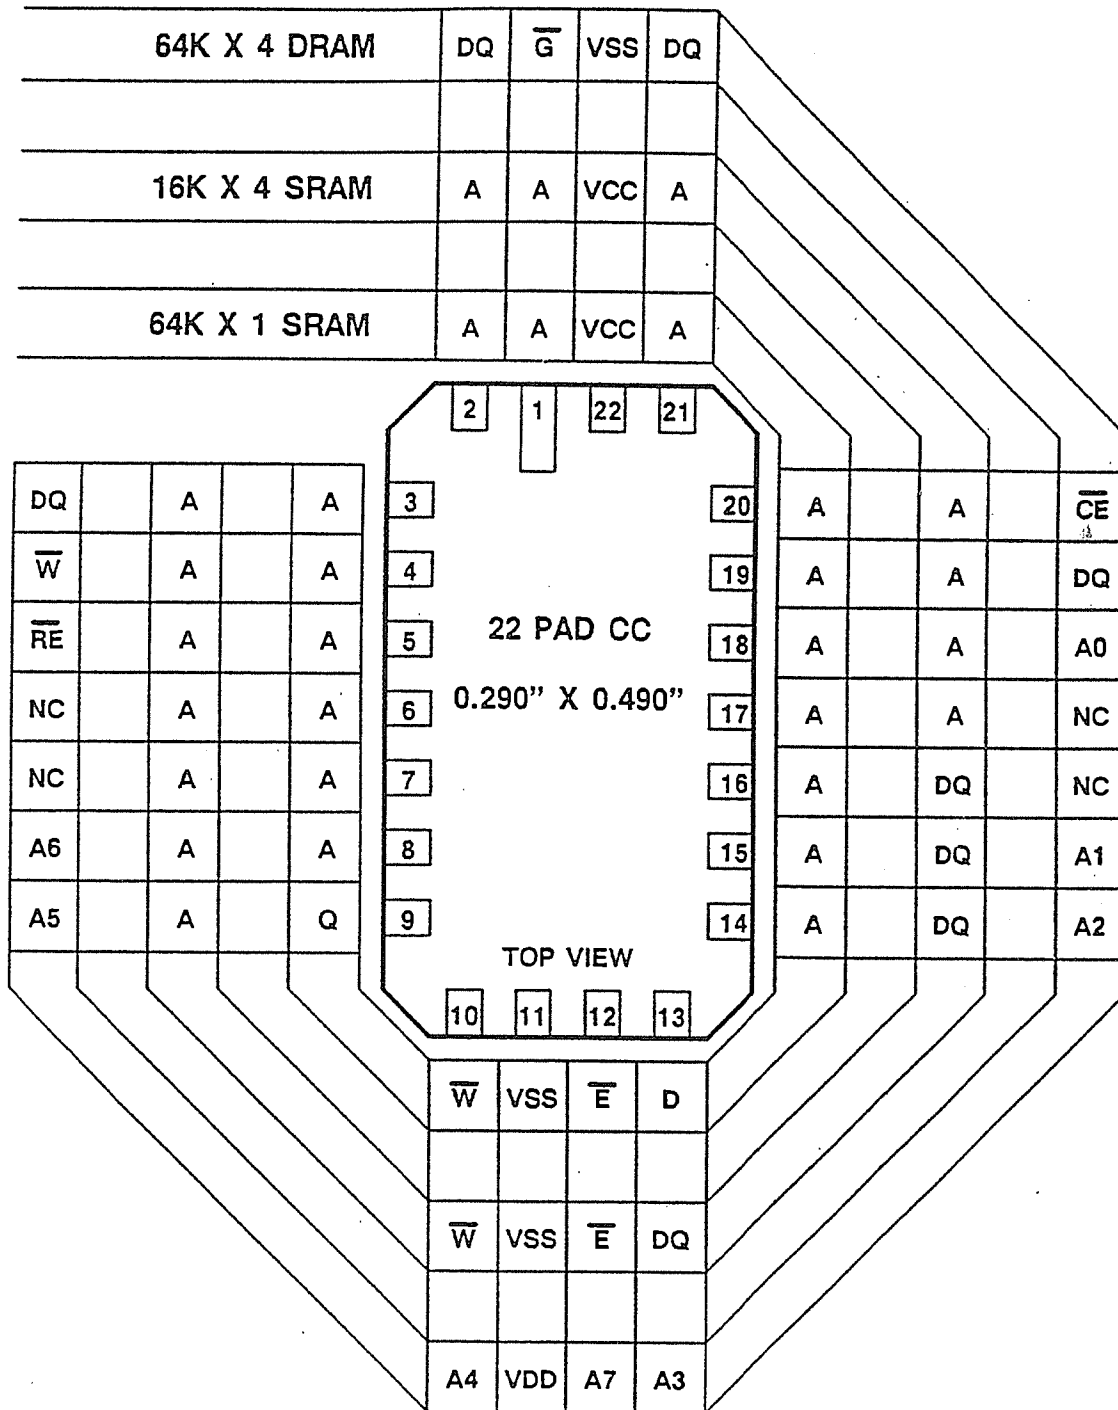 64K X 4 DRAM DQ G̅ VSS DQ
16K X 4 SRAM A A VCC A
64K X 1 SRAM A A VCC A
2 1 22 21
DQ A A 3 20 A A C̅E̅
W̅ A A 4 19 A A DQ
R̅E̅ A A 5 22 PAD CC 18 A A A0
NC A A 6 0.290" X 0.490" 17 A A NC
NC A A 7 16 A DQ NC
A6 A A 8 15 A DQ A1
A5 A Q 9 14 A DQ A2
TOP VIEW
10 11 12 13
W̅ VSS E̅ D
W̅ VSS E̅ DQ
A4 VDD A7 A3